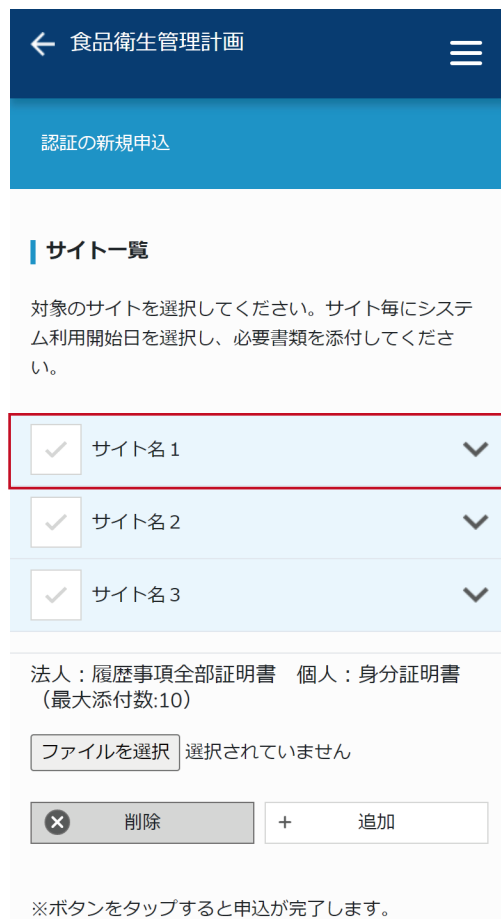 食品衛生管理計画
認証の新規申込
サイト一覧
対象のサイトを選択してください。サイト毎にシステ
ム利用開始日を選択し、必要書類を添付してくださ
い。
サイト名1
サイト名2
サイト名3
法人：履歴事項全部証明書　個人：身分証明書
（最大添付数:10）
ファイルを選択 選択されていません
削除 + 追加
※ボタンをタップすると申込が完了します。